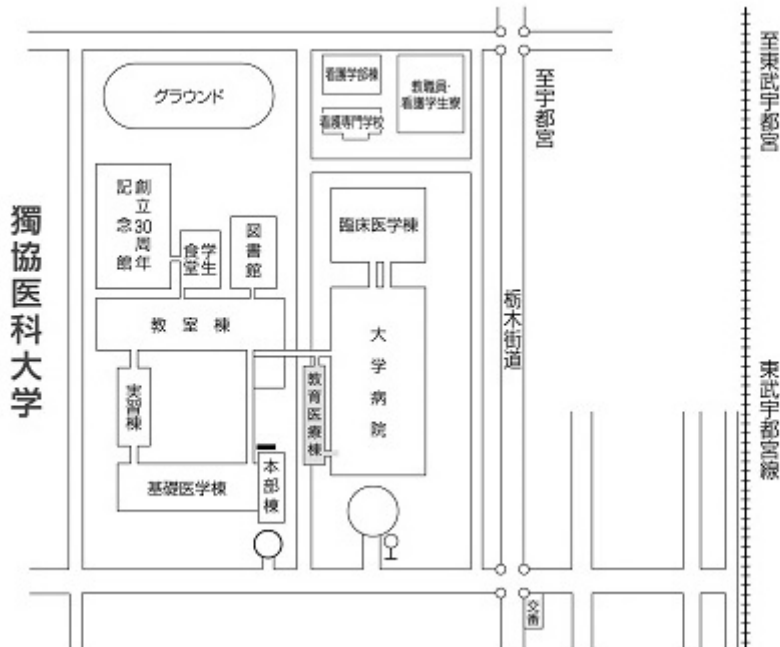 獨協医科大学
グラウンド
看護学部棟
看護専門学校
教職員・
看護学生寮
至宇都宮
至東武宇都宮
創立30周年
記念館
学生
食堂
図書館
臨床医学棟
教室棟
大学病院
栃木街道
実習棟
教育医療棟
東武宇都宮線
基礎医学棟
本部棟
交番